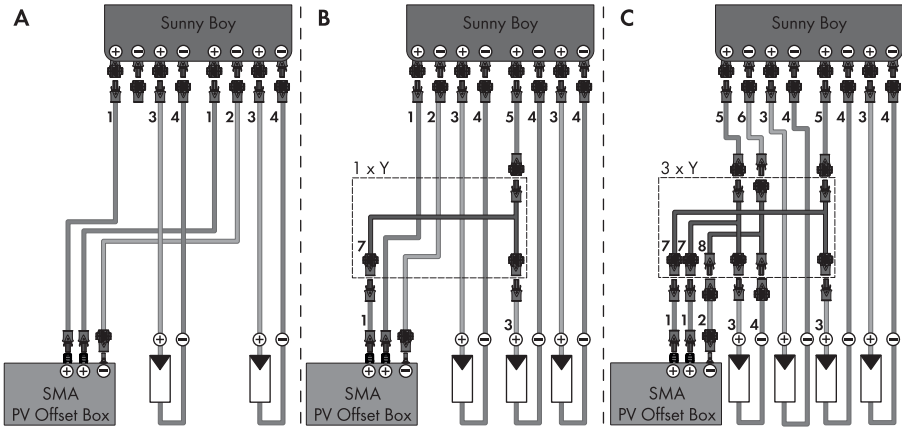 A
Sunny Boy
+ − + − + − + −
1 3 4 1 2 3 4
+ − + −
+ + −
SMA
PV Offset Box
B
Sunny Boy
+ − + − + − + −
1 2 3 4 5 4 3 4
1 x Y
7
1 3
+ − + − + −
+ + −
SMA
PV Offset Box
C
Sunny Boy
+ − + − + − + −
5 6 3 4 5 4 3 4
3 x Y
7 7 8
1 1 2 3 4 3
+ − + − + − + −
+ + −
SMA
PV Offset Box